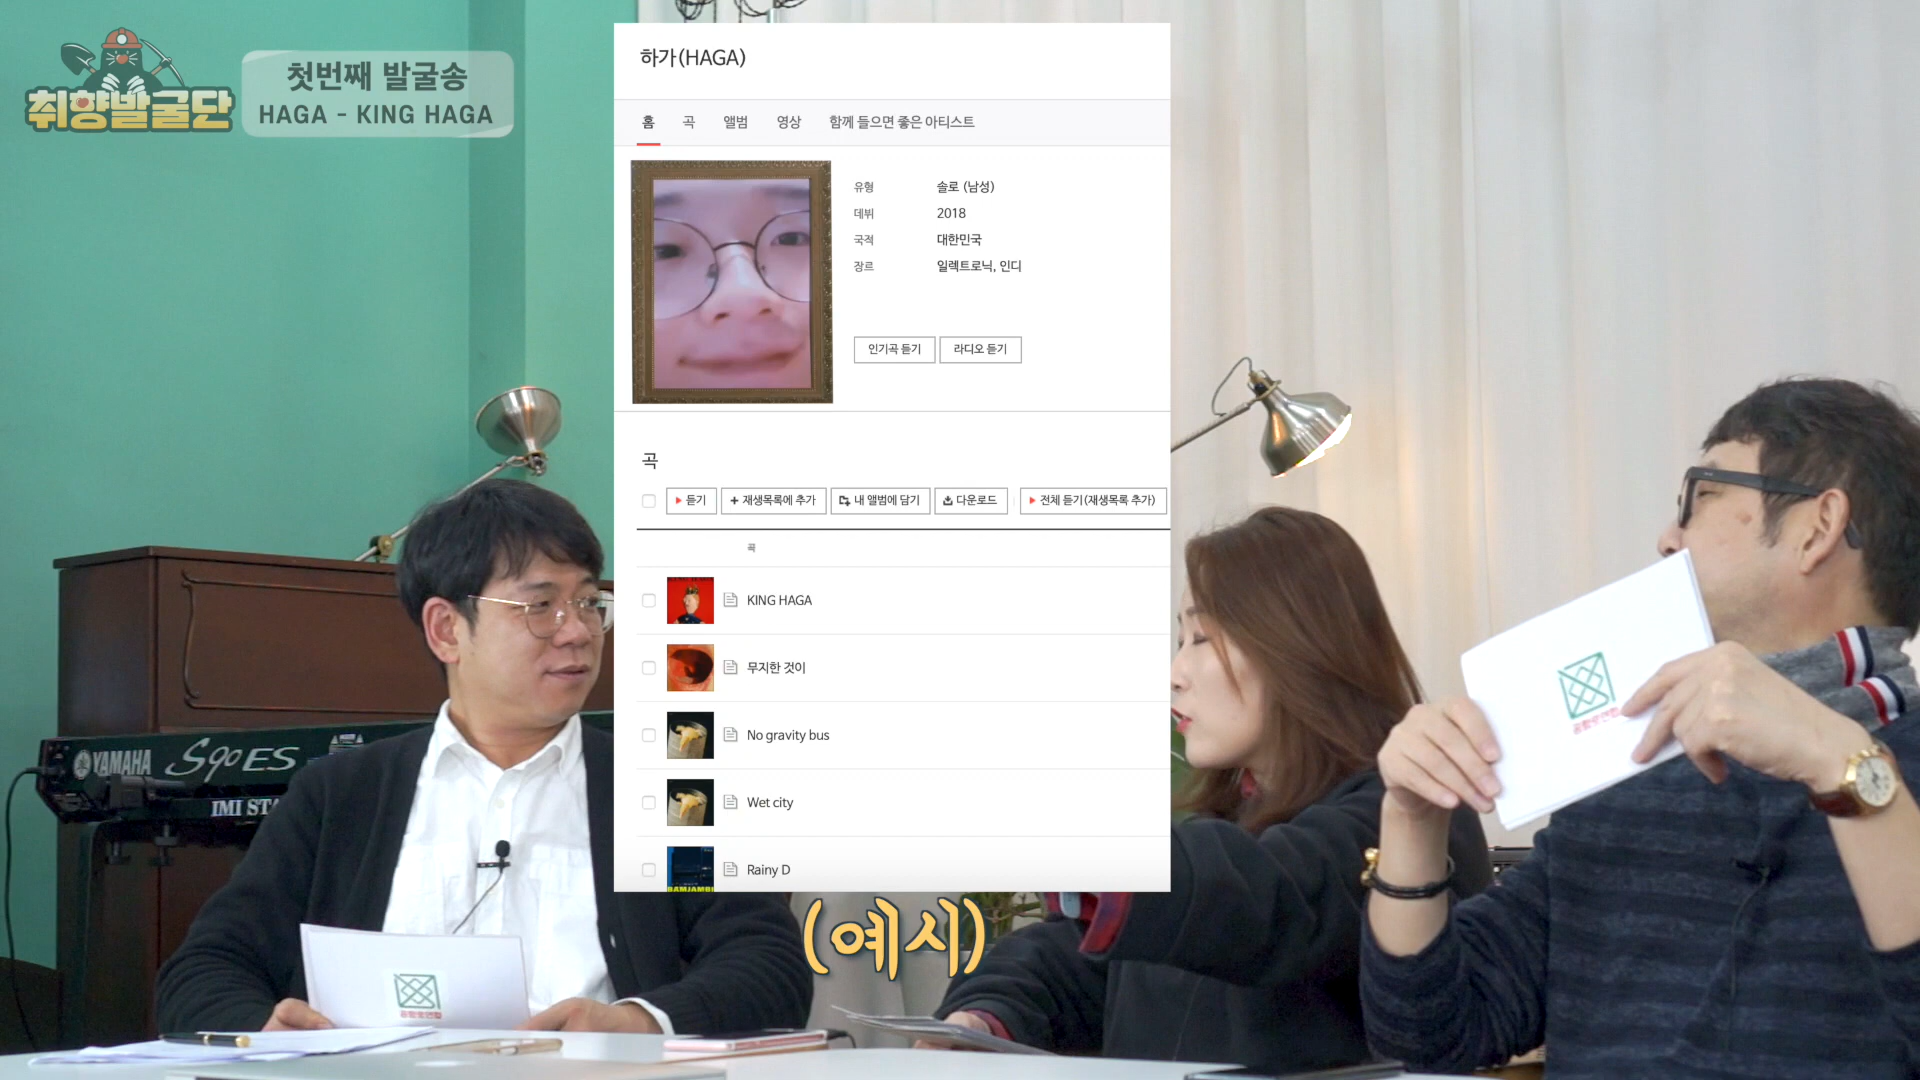 취향발굴단
첫번째 발굴송
HAGA - KING HAGA
하가(HAGA)
홈 곡 앨범 영상 함께 들으면 좋은 아티스트
유형 솔로 (남성)
데뷔 2018
국적 대한민국
장르 일렉트로닉, 인디
인기곡 듣기 라디오 듣기
곡
듣기 + 재생목록에 추가 내 앨범에 담기 다운로드 전체 듣기(재생목록 추가)
곡
KING HAGA
무지한 것이
No gravity bus
Wet city
Rainy D
(예시)
YAMAHA S90 ES